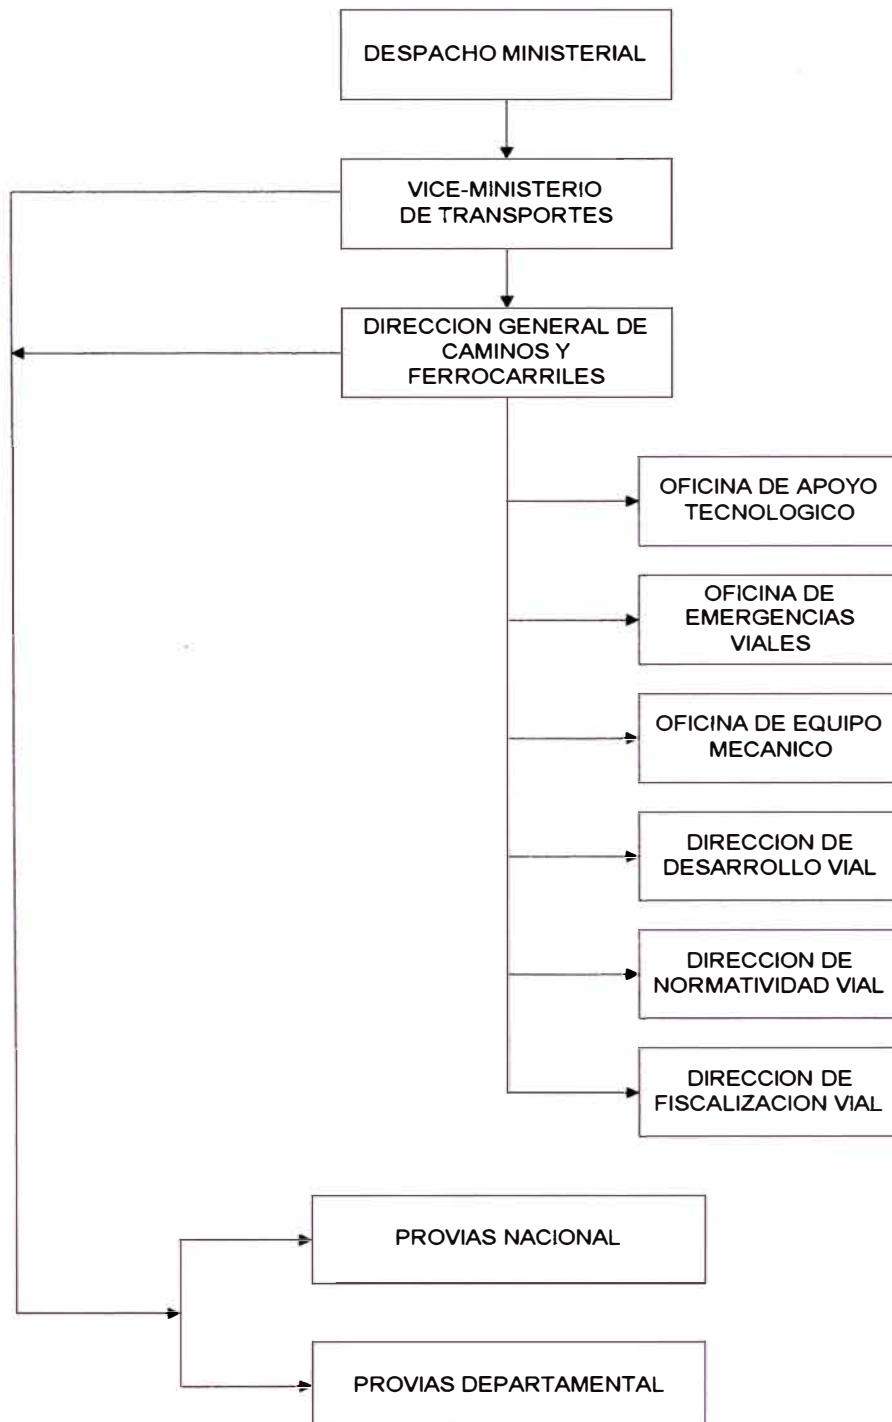 DESPACHO MINISTERIAL
VICE-MINISTERIO
DE TRANSPORTES
DIRECCION GENERAL DE
CAMINOS Y
FERROCARRILES
OFICINA DE APOYO
TECNOLOGICO
OFICINA DE
EMERGENCIAS
VIALES
OFICINA DE EQUIPO
MECANICO
DIRECCION DE
DESARROLLO VIAL
DIRECCION DE
NORMATIVIDAD VIAL
DIRECCION DE
FISCALIZACION VIAL
PROVIAS NACIONAL
PROVIAS DEPARTAMENTAL